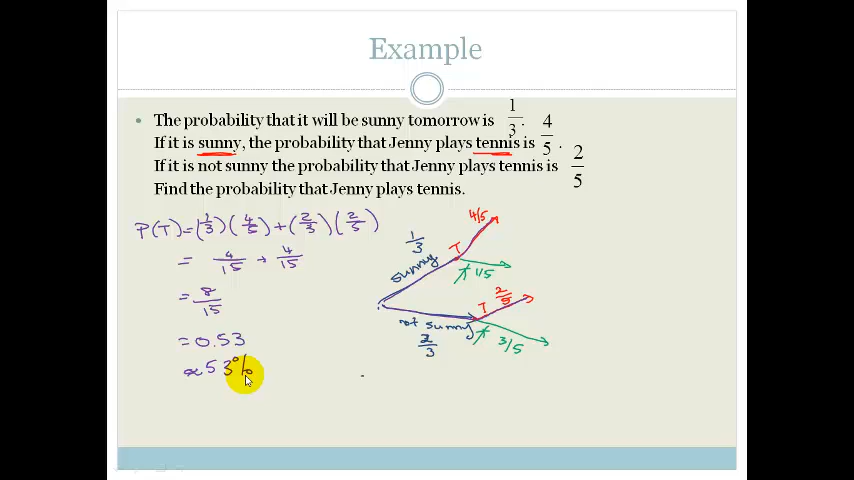 Example
• The probability that it will be sunny tomorrow is 1/3.
If it is sunny, the probability that Jenny plays tennis is 4/5.
If it is not sunny the probability that Jenny plays tennis is 2/5
Find the probability that Jenny plays tennis.
P(T)=(1/3)(4/5)+(2/3)(2/5)
= 4/15 + 4/15
= 8/15
= 0.53
≈ 53%
1/3
sunny
T
4/5
1/5
not sunny
2/3
T
2/5
3/5